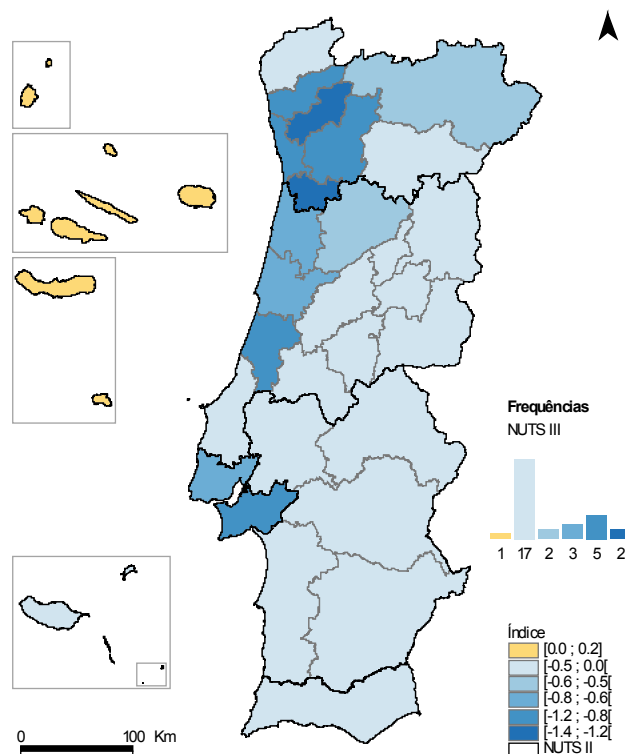 Frequências
NUTS III
1 17 2 3 5 2
Índice
[0.0 ; 0.2]
[-0.5 ; 0.0[
[-0.6 ; -0.5[
[-0.8 ; -0.6[
[-1.2 ; -0.8[
[-1.4 ; -1.2[
NUTS II
0 100 Km